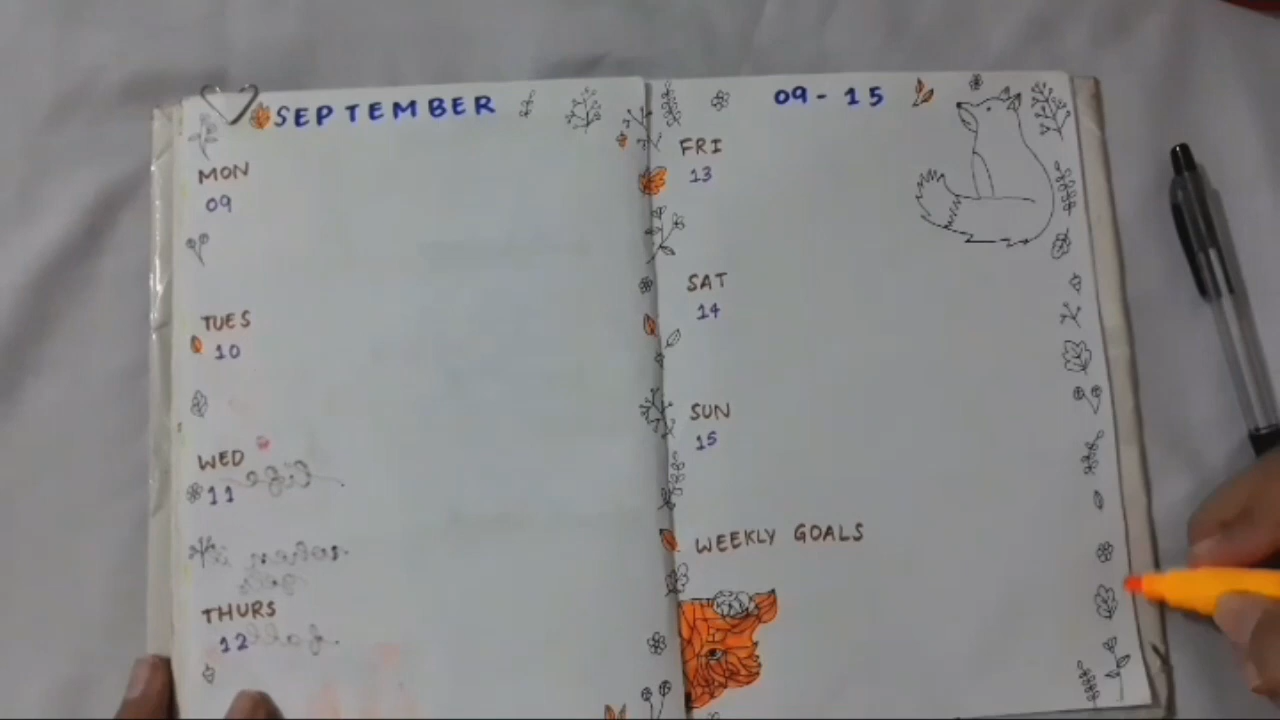 SEPTEMBER
MON
09
TUES
10
WED
11
THURS
12
09 - 15
FRI
13
SAT
14
SUN
15
WEEKLY GOALS